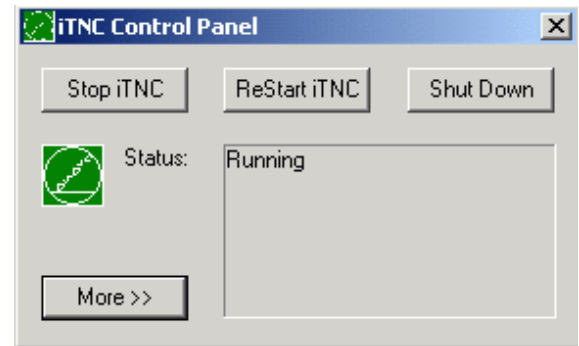 iTNC Control Panel
Stop iTNC ReStart iTNC Shut Down
Status: Running
More >>